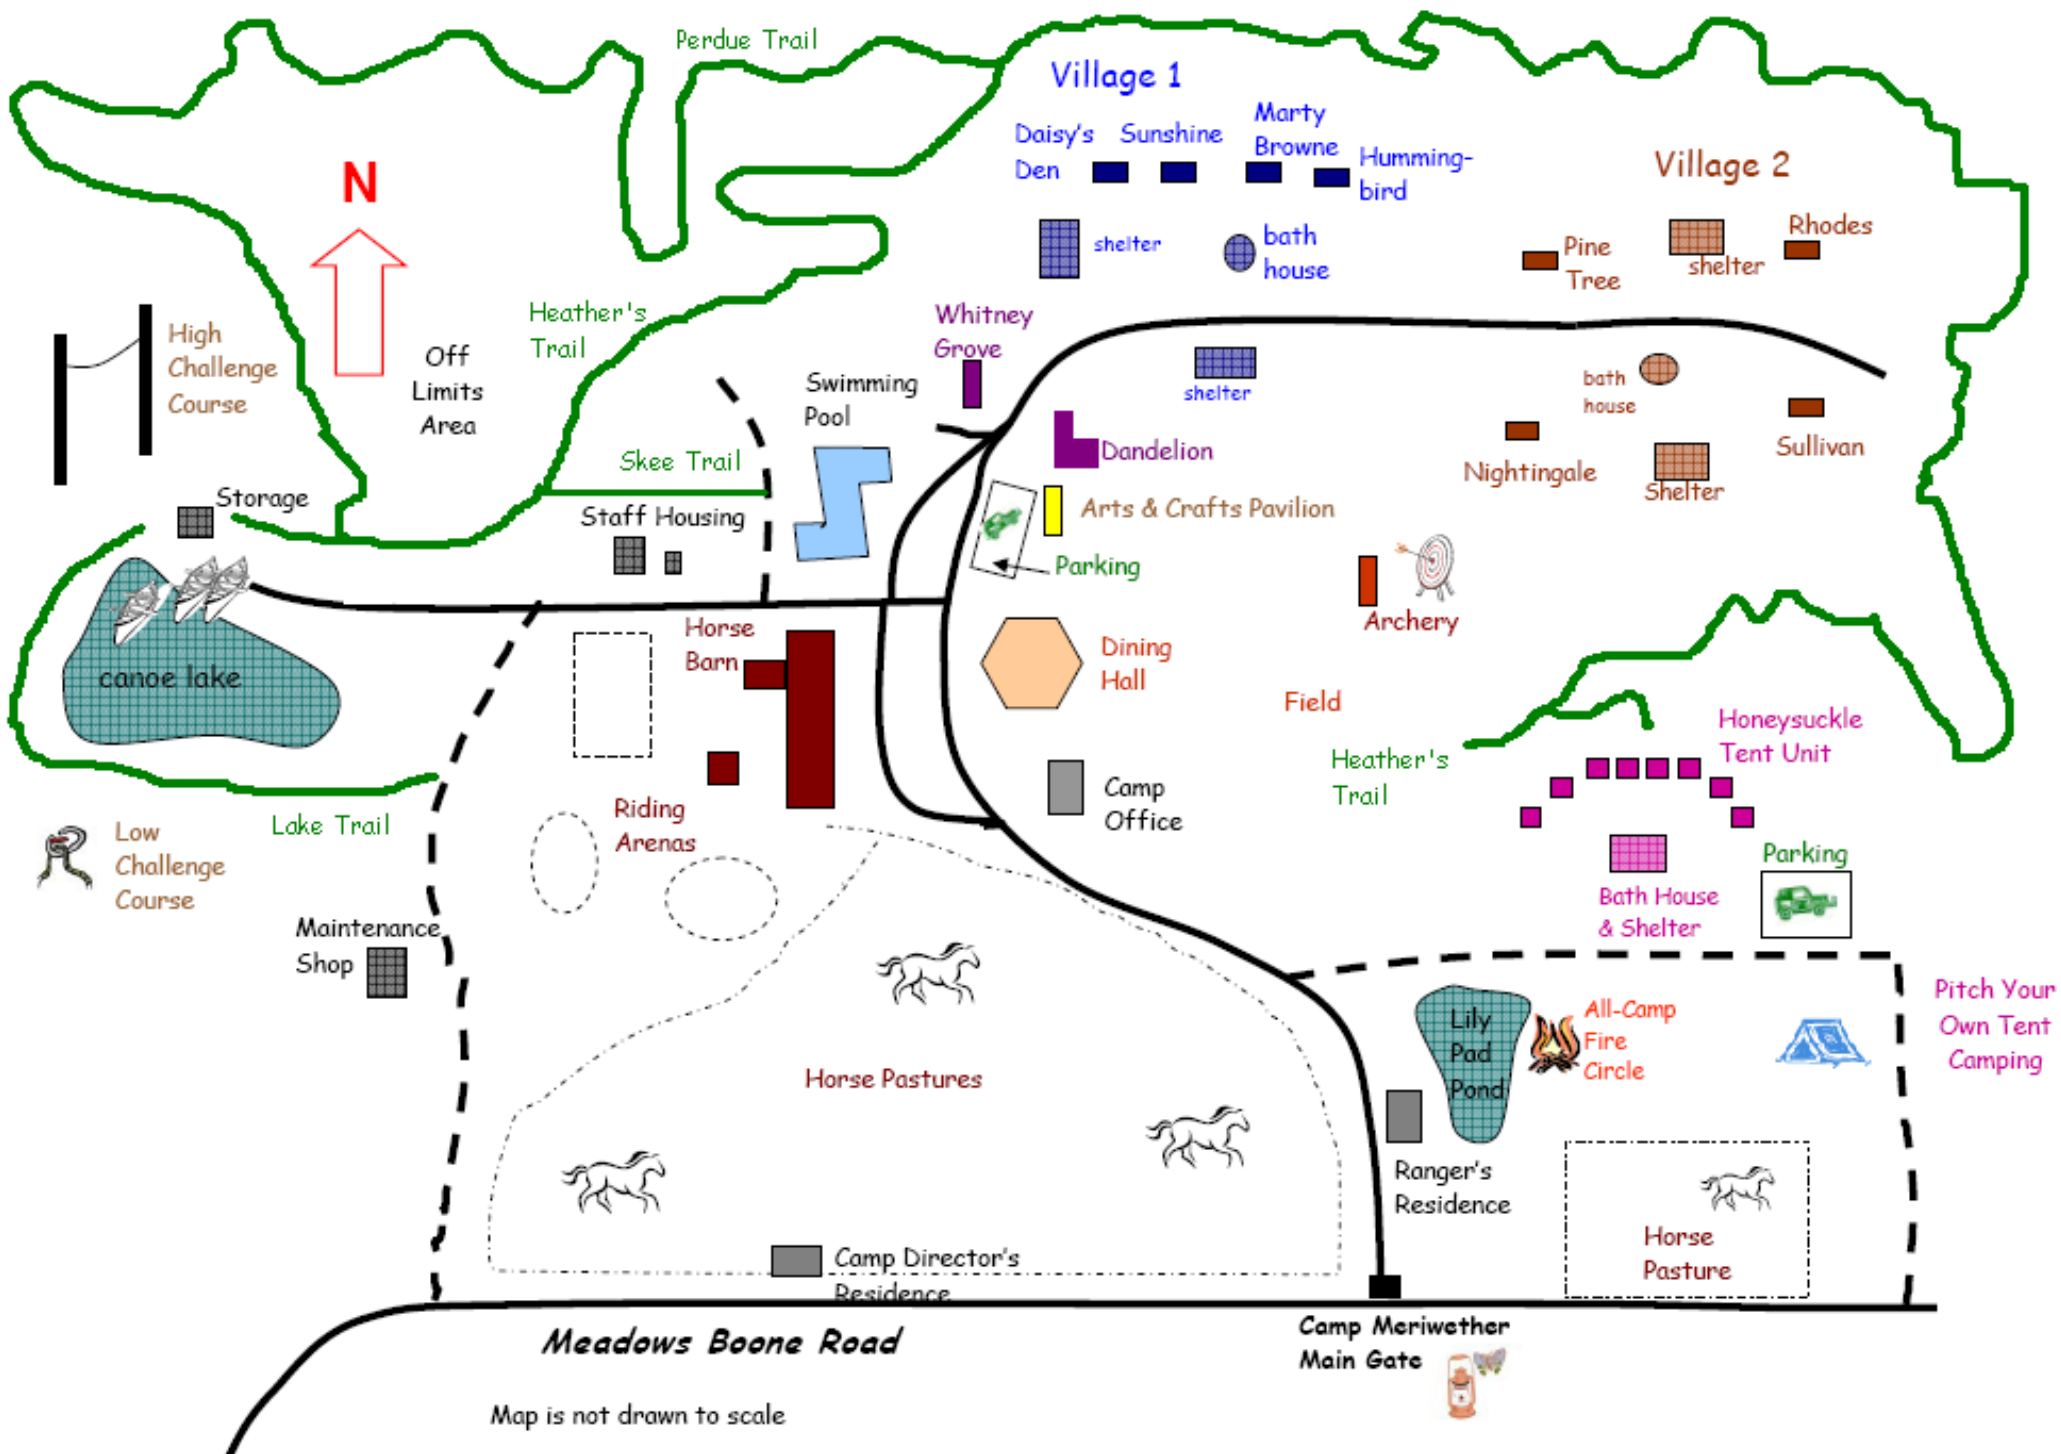 Perdue Trail
Village 1
Daisy's
Den
Sunshine
Marty
Browne
Humming-
bird
shelter
bath
house
Village 2
Rhodes
Pine
Tree
shelter
N
High
Challenge
Course
Off
Limits
Area
Heather's
Trail
Whitney
Grove
Swimming
Pool
shelter
bath
house
Dandelion
Nightingale
Sullivan
Shelter
Skee Trail
Storage
Staff Housing
Arts & Crafts Pavilion
Parking
Archery
canoe lake
Horse
Barn
Dining
Hall
Field
Honeysuckle
Tent Unit
Heather's
Trail
Camp
Office
Riding
Arenas
Lake Trail
Low
Challenge
Course
Parking
Bath House
& Shelter
Maintenance
Shop
Pitch Your
Own Tent
Camping
Lily
Pad
Pond
All-Camp
Fire
Circle
Horse Pastures
Ranger's
Residence
Horse
Pasture
Camp Director's
Residence
Meadows Boone Road
Camp Meriwether
Main Gate
Map is not drawn to scale